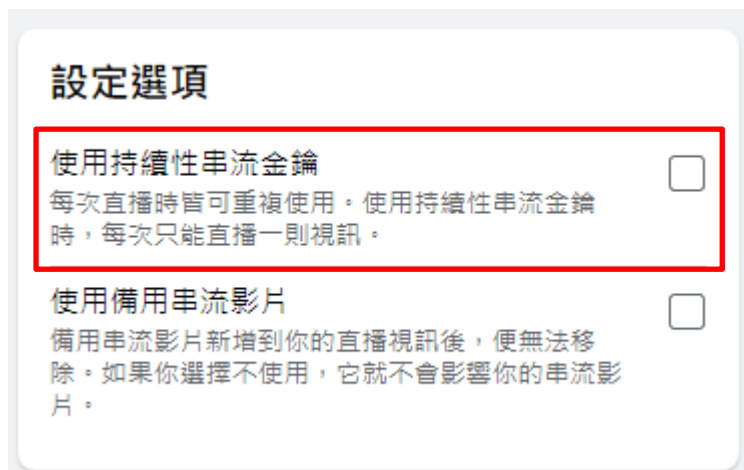 設定選項
使用持續性串流金鑰
每次直播時皆可重複使用。使用持續性串流金鑰
時，每次只能直播一則視訊。
使用備用串流影片
備用串流影片新增到你的直播視訊後，便無法移
除。如果你選擇不使用，它就不會影響你的串流影
片。